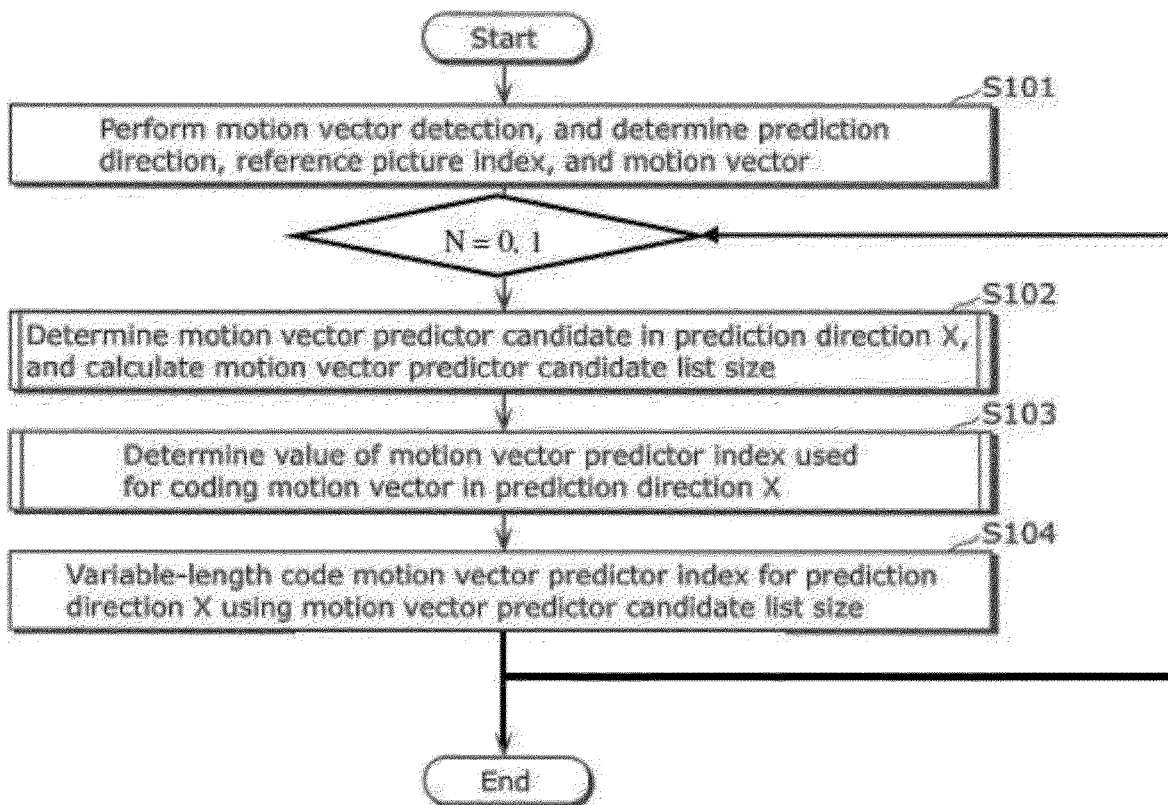 Start
S101
Perform motion vector detection, and determine prediction
direction, reference picture index, and motion vector
N = 0, 1
S102
Determine motion vector predictor candidate in prediction direction X,
and calculate motion vector predictor candidate list size
S103
Determine value of motion vector predictor index used
for coding motion vector in prediction direction X
S104
Variable-length code motion vector predictor index for prediction
direction X using motion vector predictor candidate list size
End